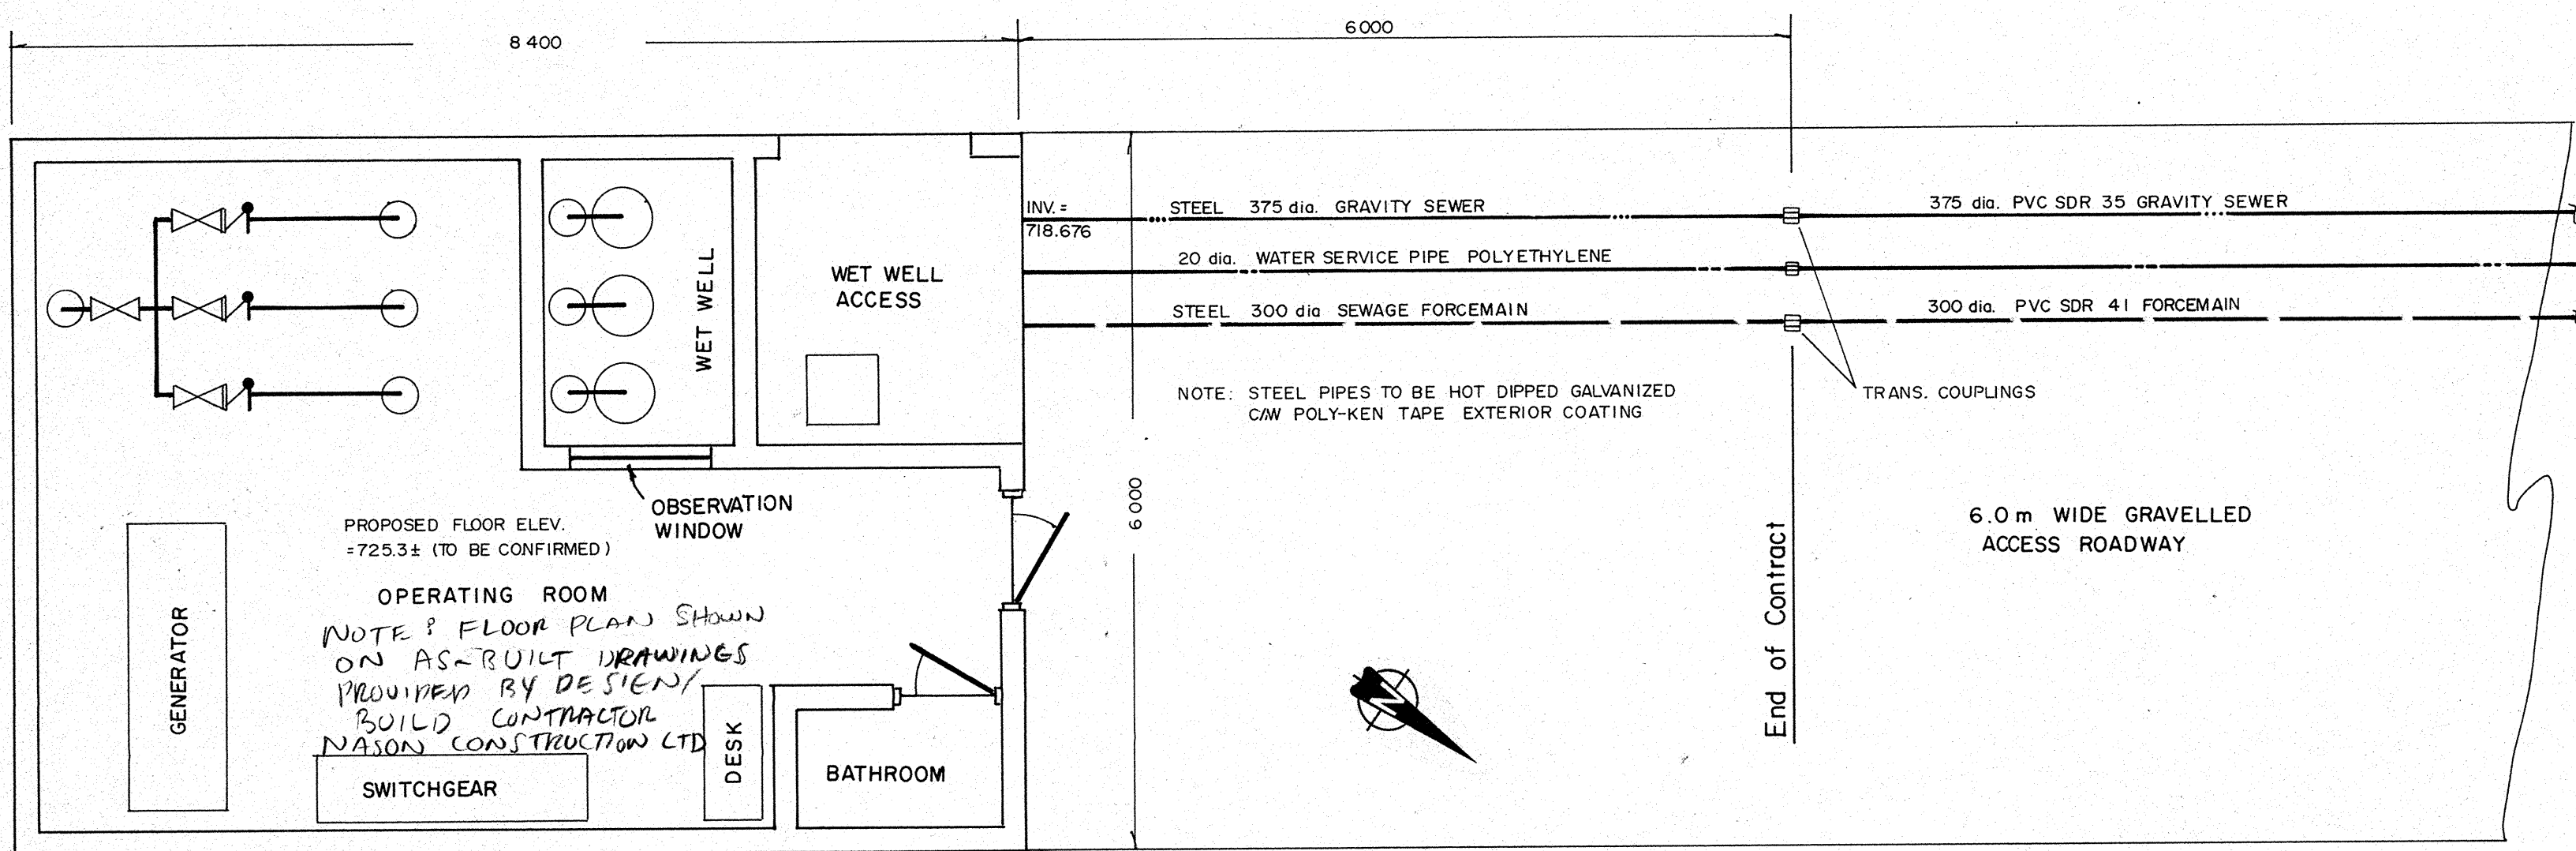 8 400
6 000
INV. =
718.676
STEEL 375 dia. GRAVITY SEWER
375 dia. PVC SDR 35 GRAVITY SEWER
20 dia. WATER SERVICE PIPE POLYETHYLENE
STEEL 300 dia SEWAGE FORCEMAIN
300 dia. PVC SDR 41 FORCEMAIN
WET WELL
WET WELL
ACCESS
NOTE: STEEL PIPES TO BE HOT DIPPED GALVANIZED
C/W POLY-KEN TAPE EXTERIOR COATING
TRANS. COUPLINGS
OBSERVATION
WINDOW
6 000
PROPOSED FLOOR ELEV.
=725.3± (TO BE CONFIRMED)
6.0 m WIDE GRAVELLED
ACCESS ROADWAY
End of Contract
OPERATING ROOM
NOTE: FLOOR PLAN SHOWN
ON AS-BUILT DRAWINGS
PROVIDED BY DESIGN/
BUILD CONTRACTOR
NASON CONSTRUCTION LTD
GENERATOR
SWITCHGEAR
DESK
BATHROOM
N